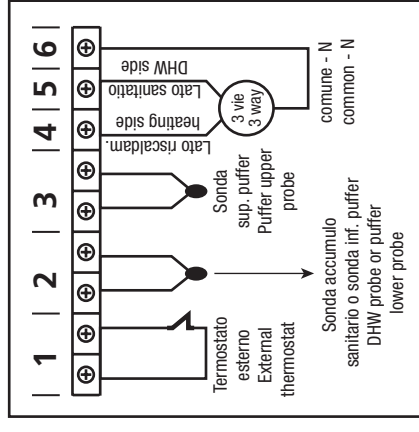 1
2
3
4
5
6
Termostato
esterno
External
thermostat
Sonda
sup. puffer
Puffer upper
probe
Lato riscaldam.
heating side
Lato sanitatio
DHW side
3 vie
3 way
comune - N
common - N
Sonda accumulo
sanitario o sonda inf. puffer
DHW probe or puffer
lower probe